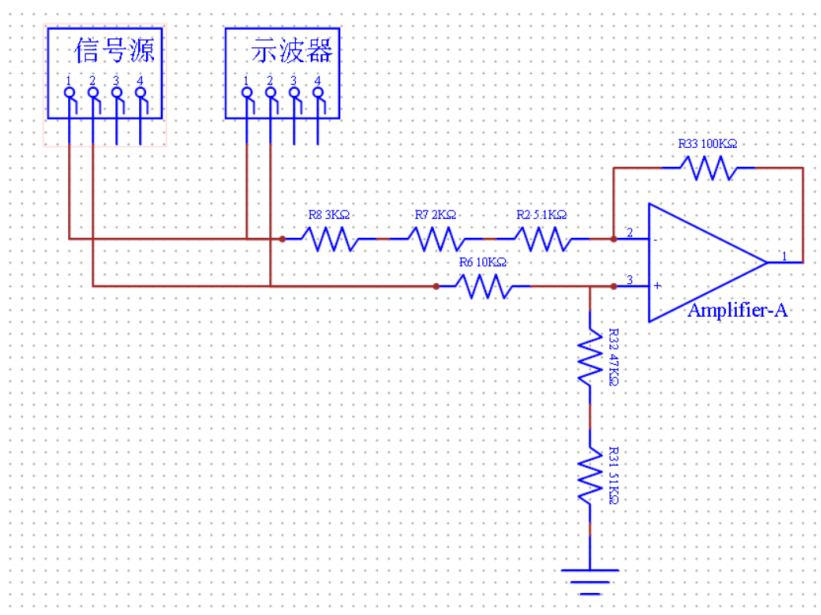 信号源
1 2 3 4
示波器
1 2 3 4
R33 100KΩ
R8 3KΩ
R7 2KΩ
R2 5.1KΩ
2
-
R6 10KΩ
1
3
+
Amplifier-A
R32 47KΩ
R31 51KΩ